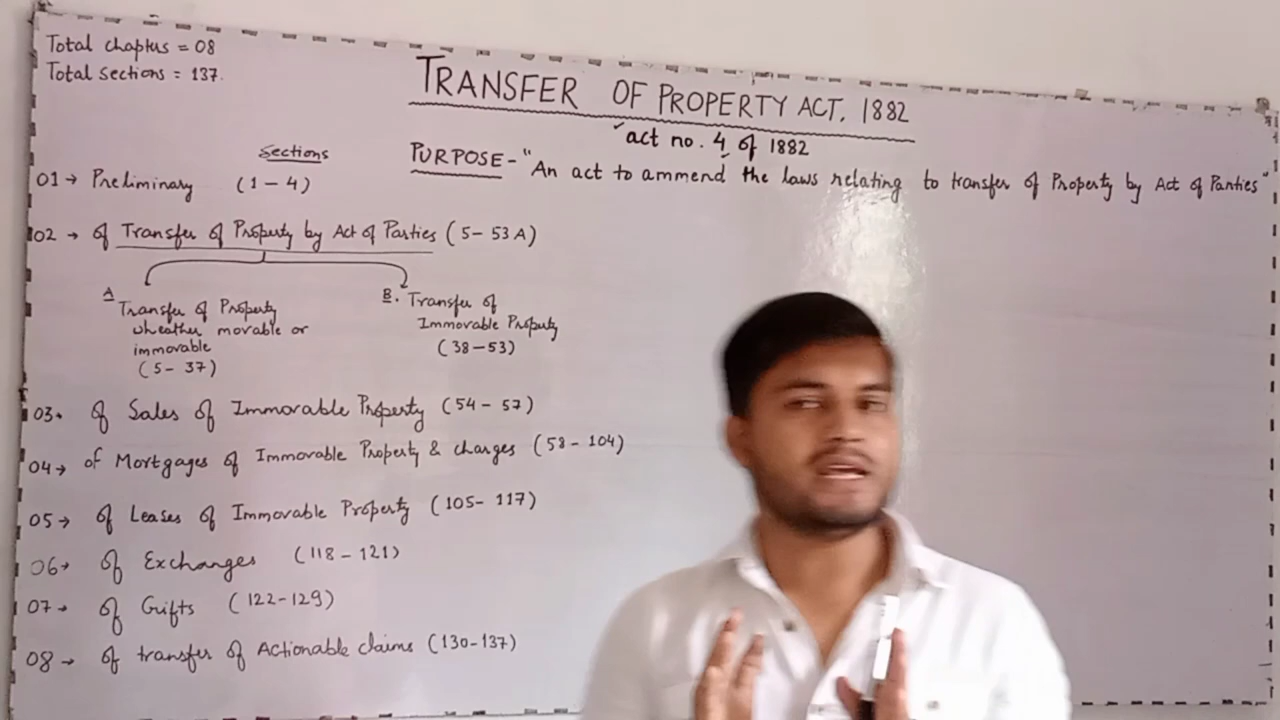 Total chapters = 08
Total sections = 137.
TRANSFER OF PROPERTY ACT, 1882
act no. 4 of 1882
PURPOSE - "An act to ammend the laws relating to transfer of Property by Act of Parties"
Sections
01 → Preliminary (1 - 4)
02 → of Transfer of Property by Act of Parties (5 - 53A)
A Transfer of Property
wheather movable or
immovable
(5 - 37)
B. Transfer of
Immovable Property
(38 - 53)
03. of Sales of Immovable Property (54 - 57)
04 → of Mortgages of Immovable Property & charges (58 - 104)
05 → of Leases of Immovable Property (105 - 117)
06 → of Exchanges (118 - 121)
07 → of Gifts (122 - 129)
08 → of transfer of Actionable claims (130 - 137)